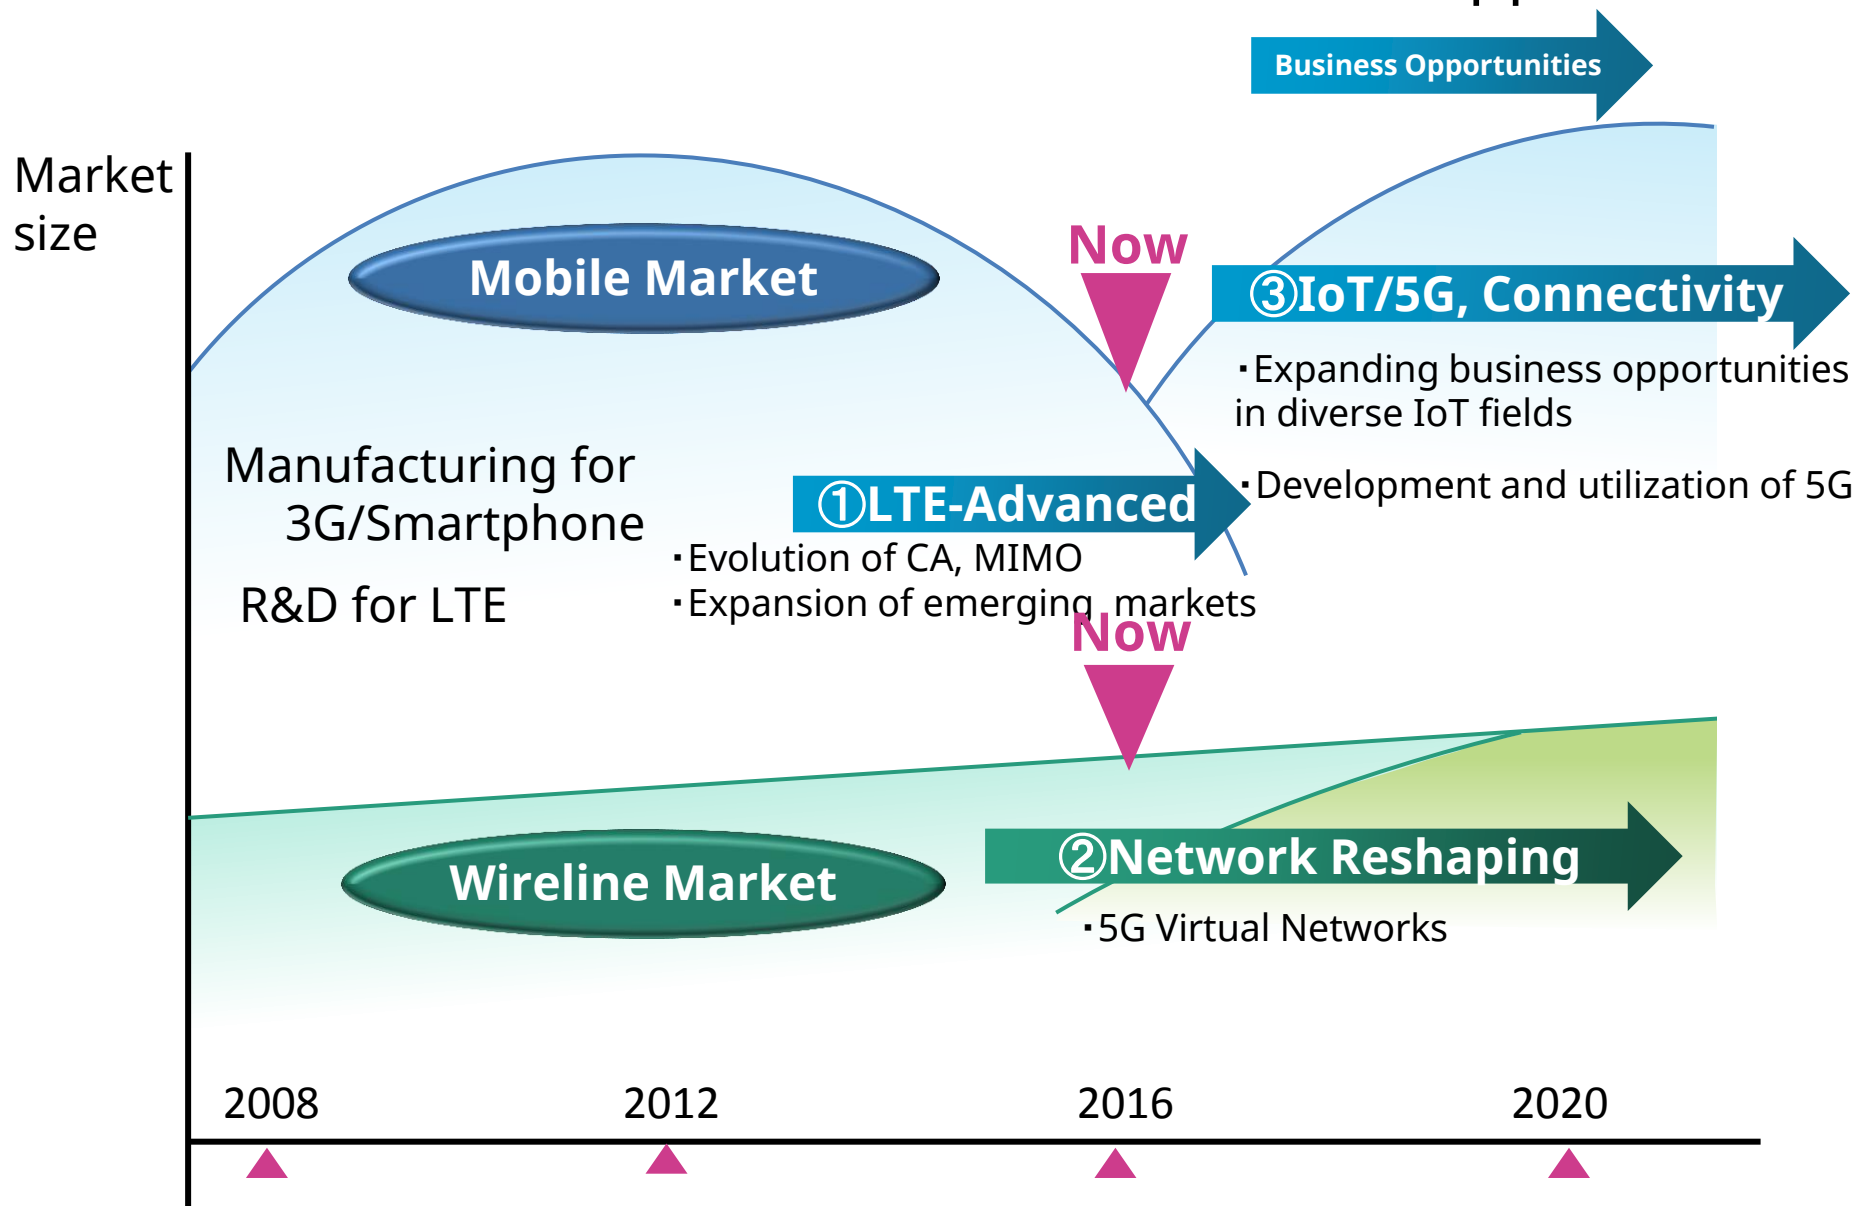 Business Opportunities
Market
size
Mobile Market
Now
③IoT/5G, Connectivity
･Expanding business opportunities
in diverse IoT fields
･Development and utilization of 5G
Manufacturing for
3G/Smartphone
R&D for LTE
①LTE-Advanced
･Evolution of CA, MIMO
･Expansion of emerging markets
Now
Wireline Market
②Network Reshaping
･5G Virtual Networks
2008 2012 2016 2020